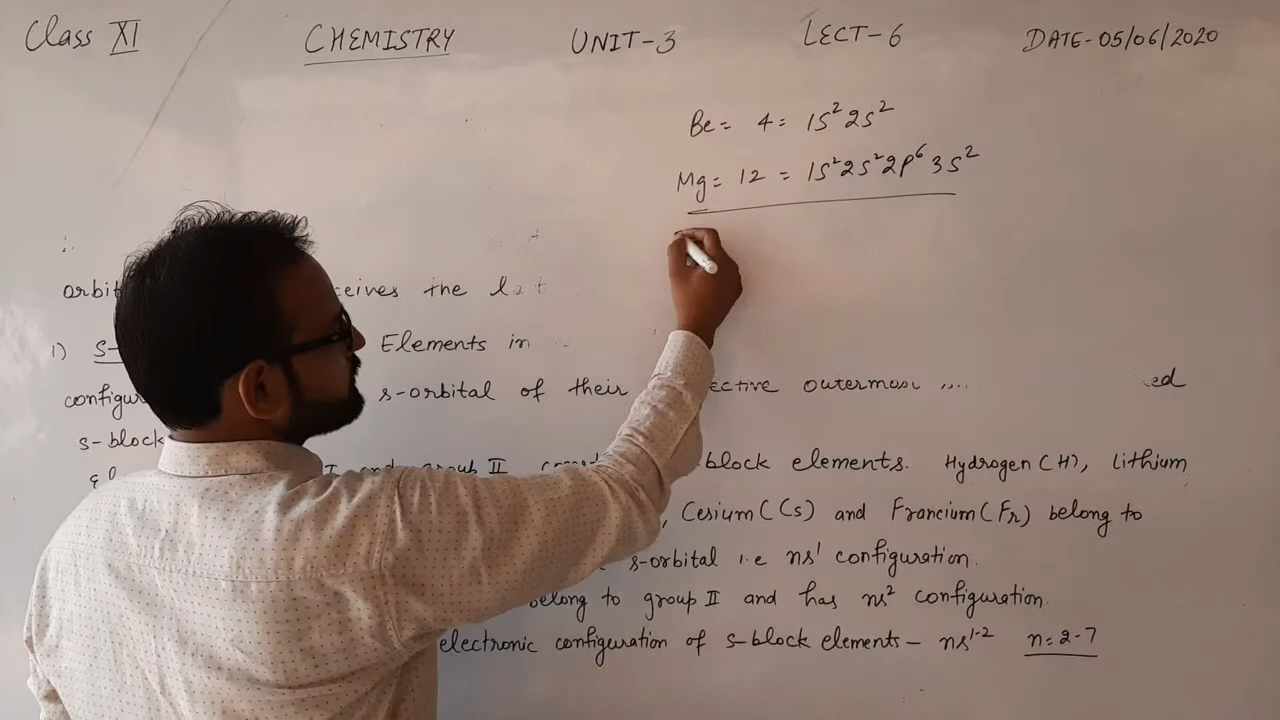 Class XI CHEMISTRY UNIT-3 LECT-6 DATE-05/06/2020
Be = 4 = 1S² 2S²
Mg = 12 = 1S² 2S² 2P⁶ 3S²
orbit ceives the
1) S- Elements in
configu s-orbital of their ective outermos ed
s-block
I and group II block elements. Hydrogen (H), Lithium
, Cesium (Cs) and Francium (Fr) belong to
s-orbital i.e ns¹ configuration.
belong to group II and has ns² configuration.
electronic configuration of s-block elements – ns¹⁻² n=2-7